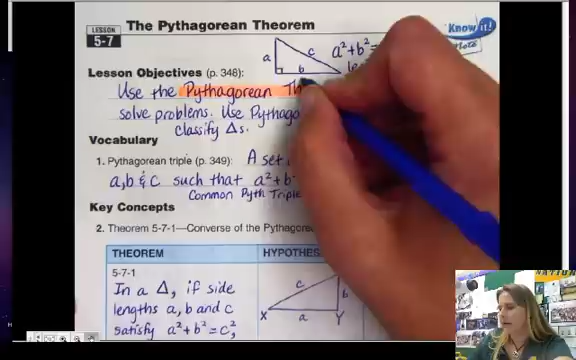 LESSON
5-7
The Pythagorean Theorem
Know it!
Note
a
c
b
a² + b² =
Lesson Objectives (p. 348):
Use the Pythagorean Th
solve problems. Use Pythago
classify Δs.
Vocabulary
1. Pythagorean triple (p. 349): A set
a, b & c such that a² + b
Common Pyth Triple
Key Concepts
2. Theorem 5-7-1—Converse of the Pythagorean
THEOREM
HYPOTHES
5-7-1
In a Δ, if side
lengths a, b and c
satisfy a² + b² = c²,
c
b
X
a
Y